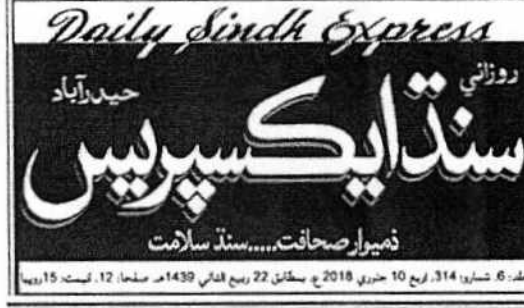 Daily Sindh Express
روزاني
حيدرآباد
سنڌ ايڪسپريس
ذميوار صحافت.....سنڌ سلامت
جلد: 6، شمارو: 314، اربع 10 جنوري 2018ع، بمطابق 22 ربيع الثاني 1439هه، صفحا: 12، قيمت: 15 روپيا